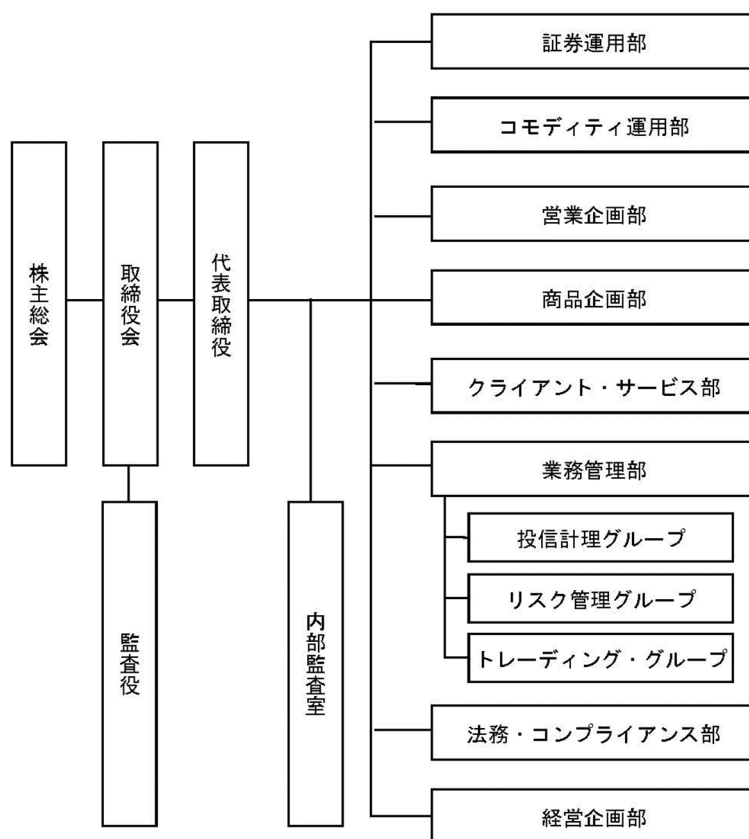 株主総会
取締役会
代表取締役
監査役
内部監査室
証券運用部
コモディティ運用部
営業企画部
商品企画部
クライアント・サービス部
業務管理部
投信計理グループ
リスク管理グループ
トレーディング・グループ
法務・コンプライアンス部
経営企画部